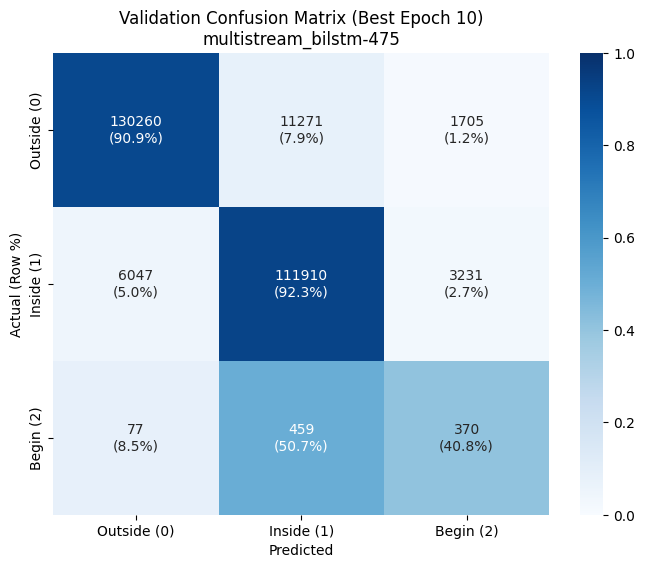 Validation Confusion Matrix (Best Epoch 10)
multistream_bilstm-475
Actual (Row %)
Outside (0)
130260
(90.9%)
11271
(7.9%)
1705
(1.2%)
Inside (1)
6047
(5.0%)
111910
(92.3%)
3231
(2.7%)
Begin (2)
77
(8.5%)
459
(50.7%)
370
(40.8%)
Outside (0)
Inside (1)
Begin (2)
Predicted
1.0
0.8
0.6
0.4
0.2
0.0